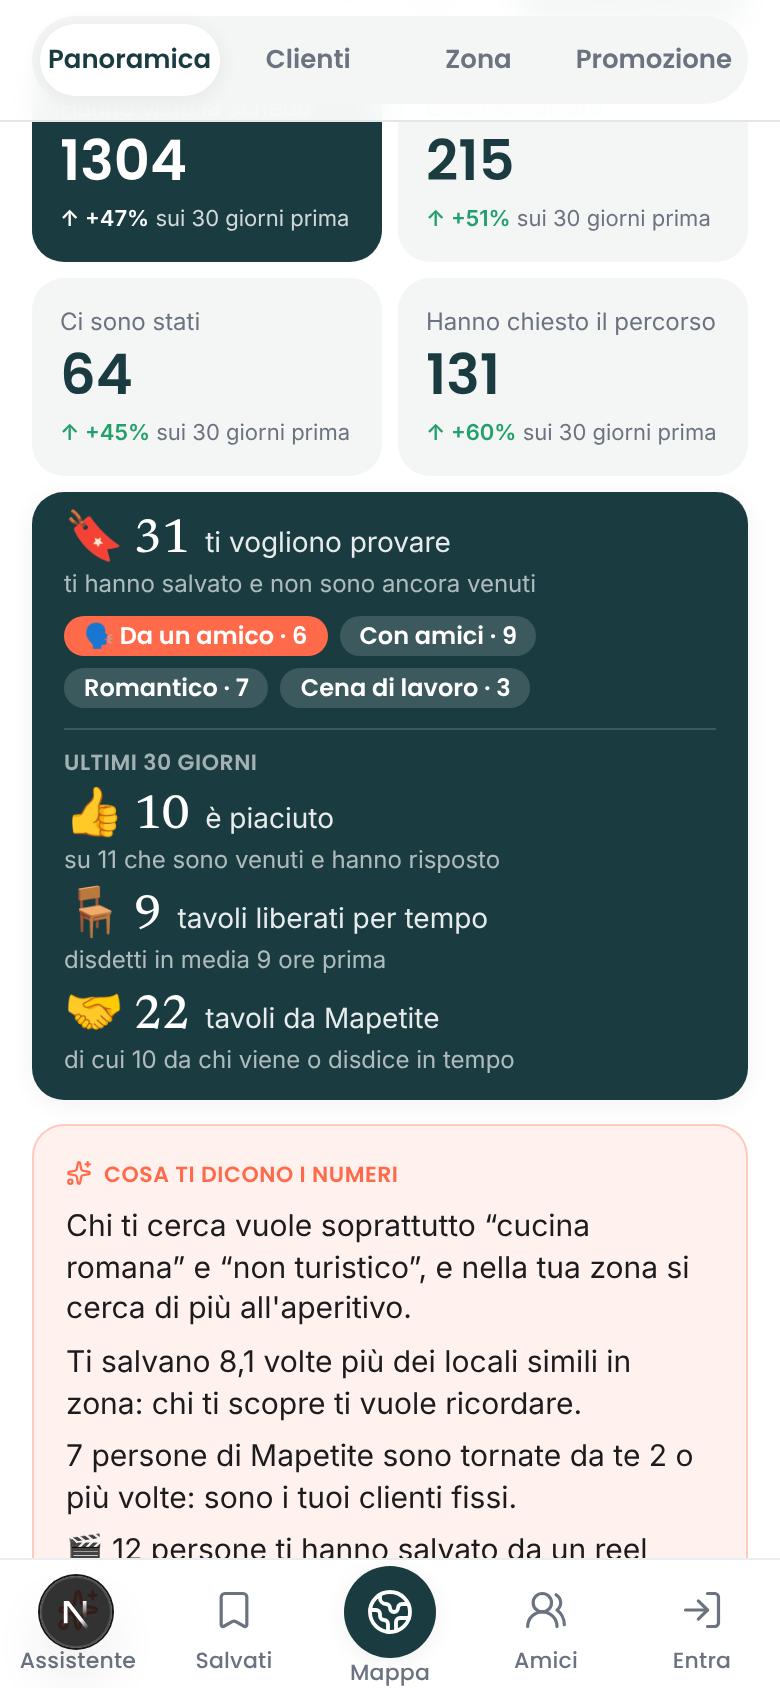 Panoramica
Clienti
Zona
Promozione
1304
↑ +47% sui 30 giorni prima
215
↑ +51% sui 30 giorni prima
Ci sono stati
64
↑ +45% sui 30 giorni prima
Hanno chiesto il percorso
131
↑ +60% sui 30 giorni prima
31 ti vogliono provare
ti hanno salvato e non sono ancora venuti
Da un amico · 6
Con amici · 9
Romantico · 7
Cena di lavoro · 3
ULTIMI 30 GIORNI
10 è piaciuto
su 11 che sono venuti e hanno risposto
9 tavoli liberati per tempo
disdetti in media 9 ore prima
22 tavoli da Mapetite
di cui 10 da chi viene o disdice in tempo
COSA TI DICONO I NUMERI
Chi ti cerca vuole soprattutto “cucina
romana” e “non turistico”, e nella tua zona si
cerca di più all'aperitivo.
Ti salvano 8,1 volte più dei locali simili in
zona: chi ti scopre ti vuole ricordare.
7 persone di Mapetite sono tornate da te 2 o
più volte: sono i tuoi clienti fissi.
12 persone ti hanno salvato da un reel
N
Assistente
Salvati
Mappa
Amici
Entra